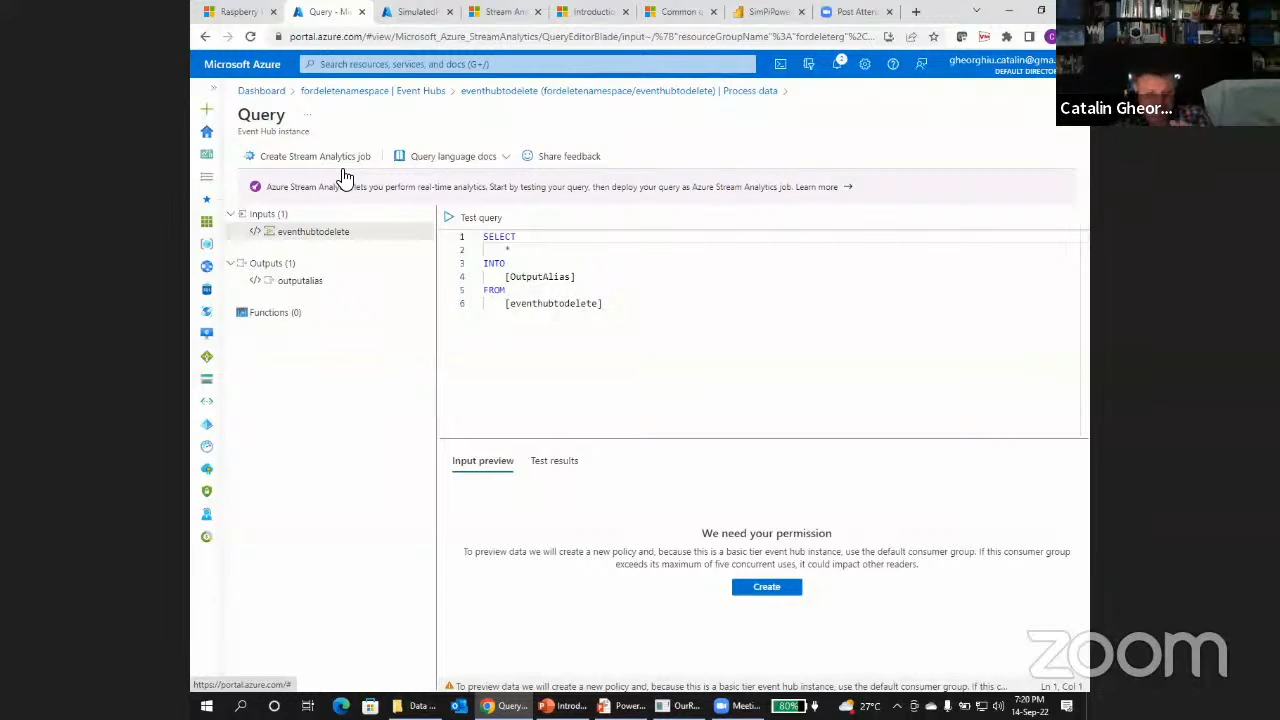 Raspberry
Query - Mi
SimulatedF
Stream Ana
Introductio
Common q
SimPiPowe
Post Atten
portal.azure.com/#view/Microsoft_Azure_StreamAnalytics/QueryEditorBlade/input~/%7B"resourceGroupName"%3A"fordeleterg"%2C...
Microsoft Azure
Search resources, services, and docs (G+/)
gheorghiu.catalin@gma...
DEFAULT DIRECTOR
Catalin Gheor...
Dashboard > fordeletenamespace | Event Hubs > eventhubtodelete (fordeletenamespace/eventhubtodelete) | Process data >
Query ...
Event Hub instance
Create Stream Analytics job
Query language docs
Share feedback
Azure Stream Analytics lets you perform real-time analytics. Start by testing your query, then deploy your query as Azure Stream Analytics job. Learn more →
Inputs (1)
eventhubtodelete
Outputs (1)
outputalias
Functions (0)
Test query
1 SELECT
2 *
3 INTO
4 [OutputAlias]
5 FROM
6 [eventhubtodelete]
Input preview
Test results
We need your permission
To preview data we will create a new policy and, because this is a basic tier event hub instance, use the default consumer group. If this consumer group
exceeds its maximum of five concurrent uses, it could impact other readers.
Create
zoom
https://portal.azure.com/#
To preview data we will create a new policy and, because this is a basic tier event hub instance, use the default consumer group. If this c...
Ln 1, Col 1
Data ...
Query...
Introd...
Power...
OurR...
Meeti...
80%
27°C
7:20 PM
14-Sep-22